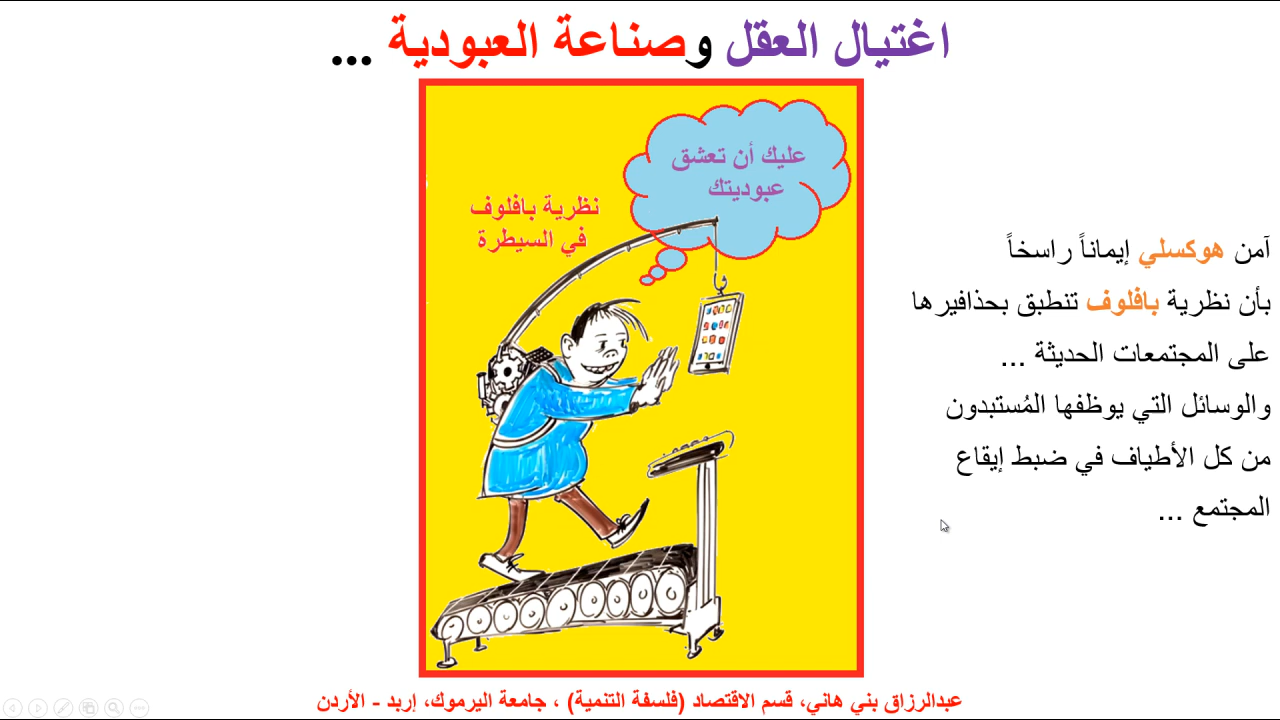 اغتيال العقل وصناعة العبودية ...
عليك أن تعشق
عبوديتك
نظرية بافلوف
في السيطرة
آمن هوكسلي إيماناً راسخاً
بأن نظرية بافلوف تنطبق بحذافيرها
على المجتمعات الحديثة ...
والوسائل التي يوظفها المُستبدون
من كل الأطياف في ضبط إيقاع
المجتمع ...
عبدالرزاق بني هاني، قسم الاقتصاد (فلسفة التنمية) ، جامعة اليرموك، إربد - الأردن